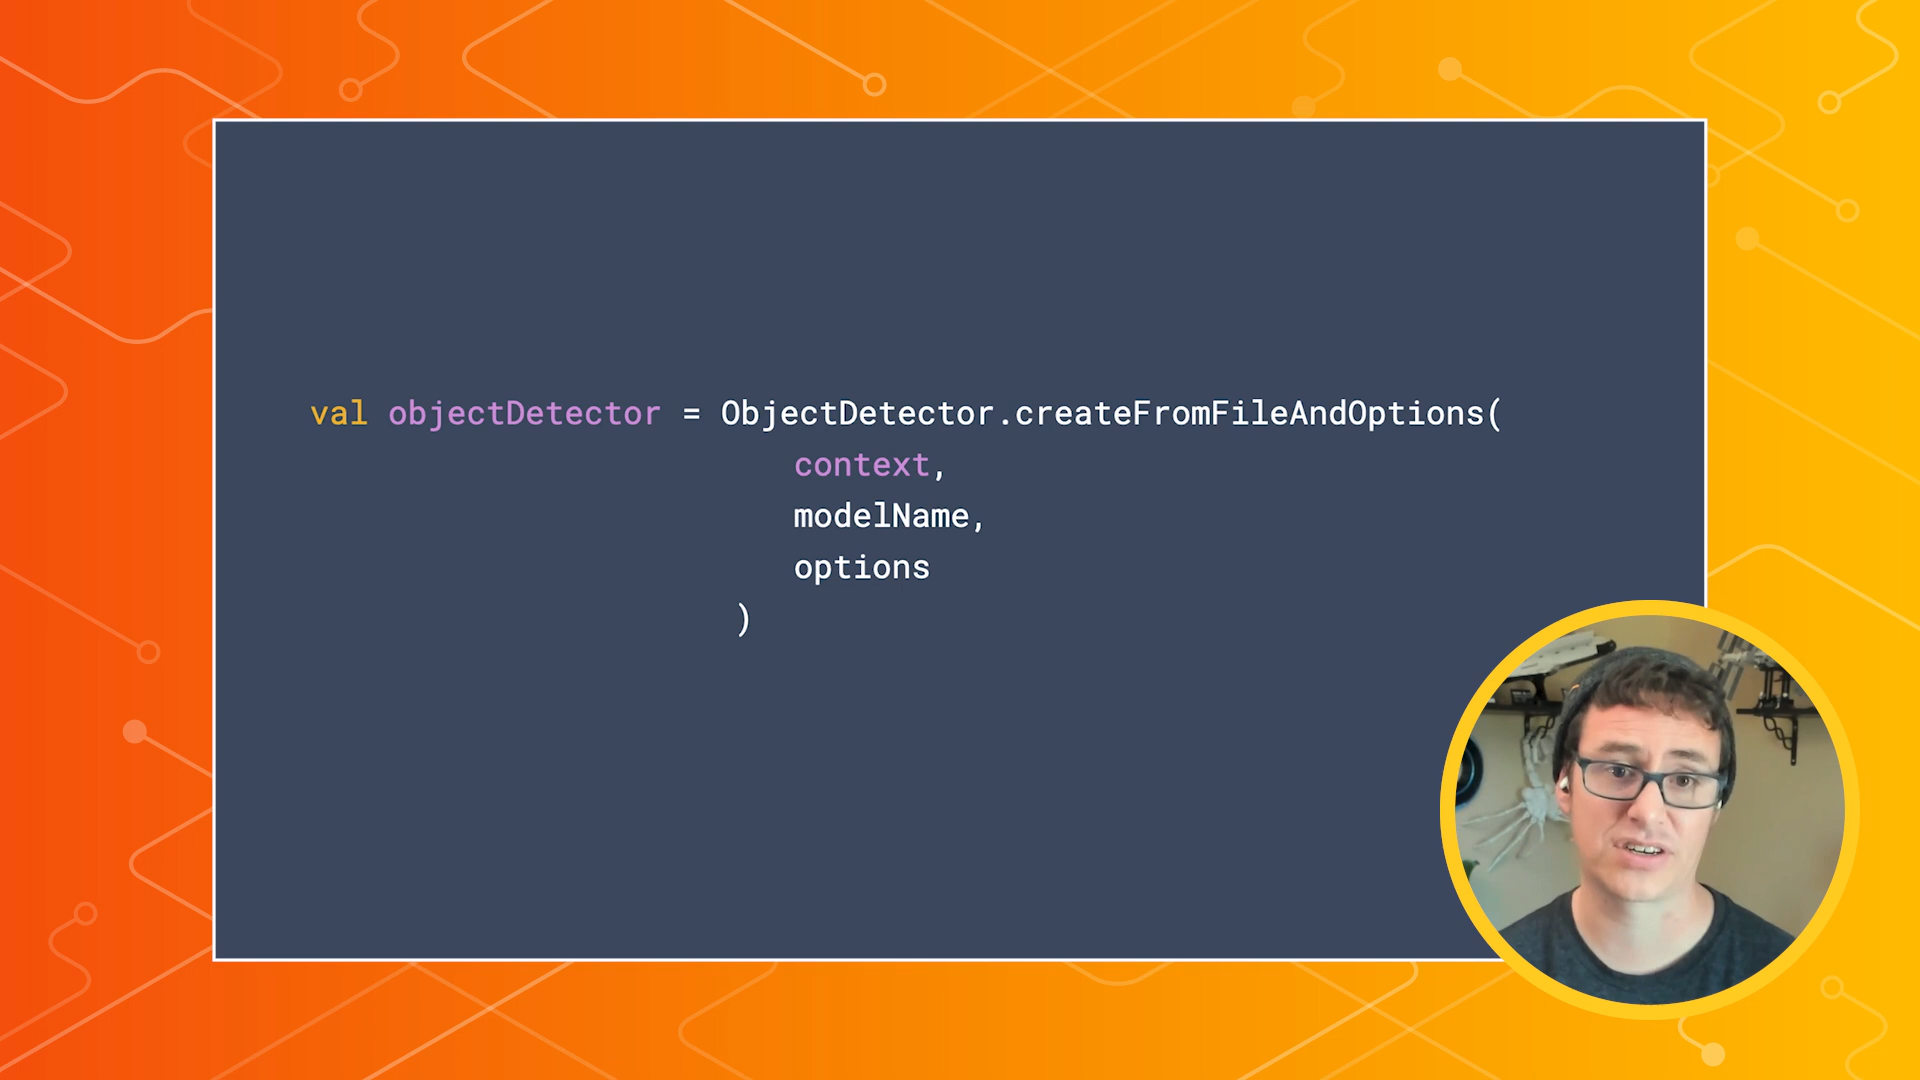 val objectDetector = ObjectDetector.createFromFileAndOptions(
context,
modelName,
options
)